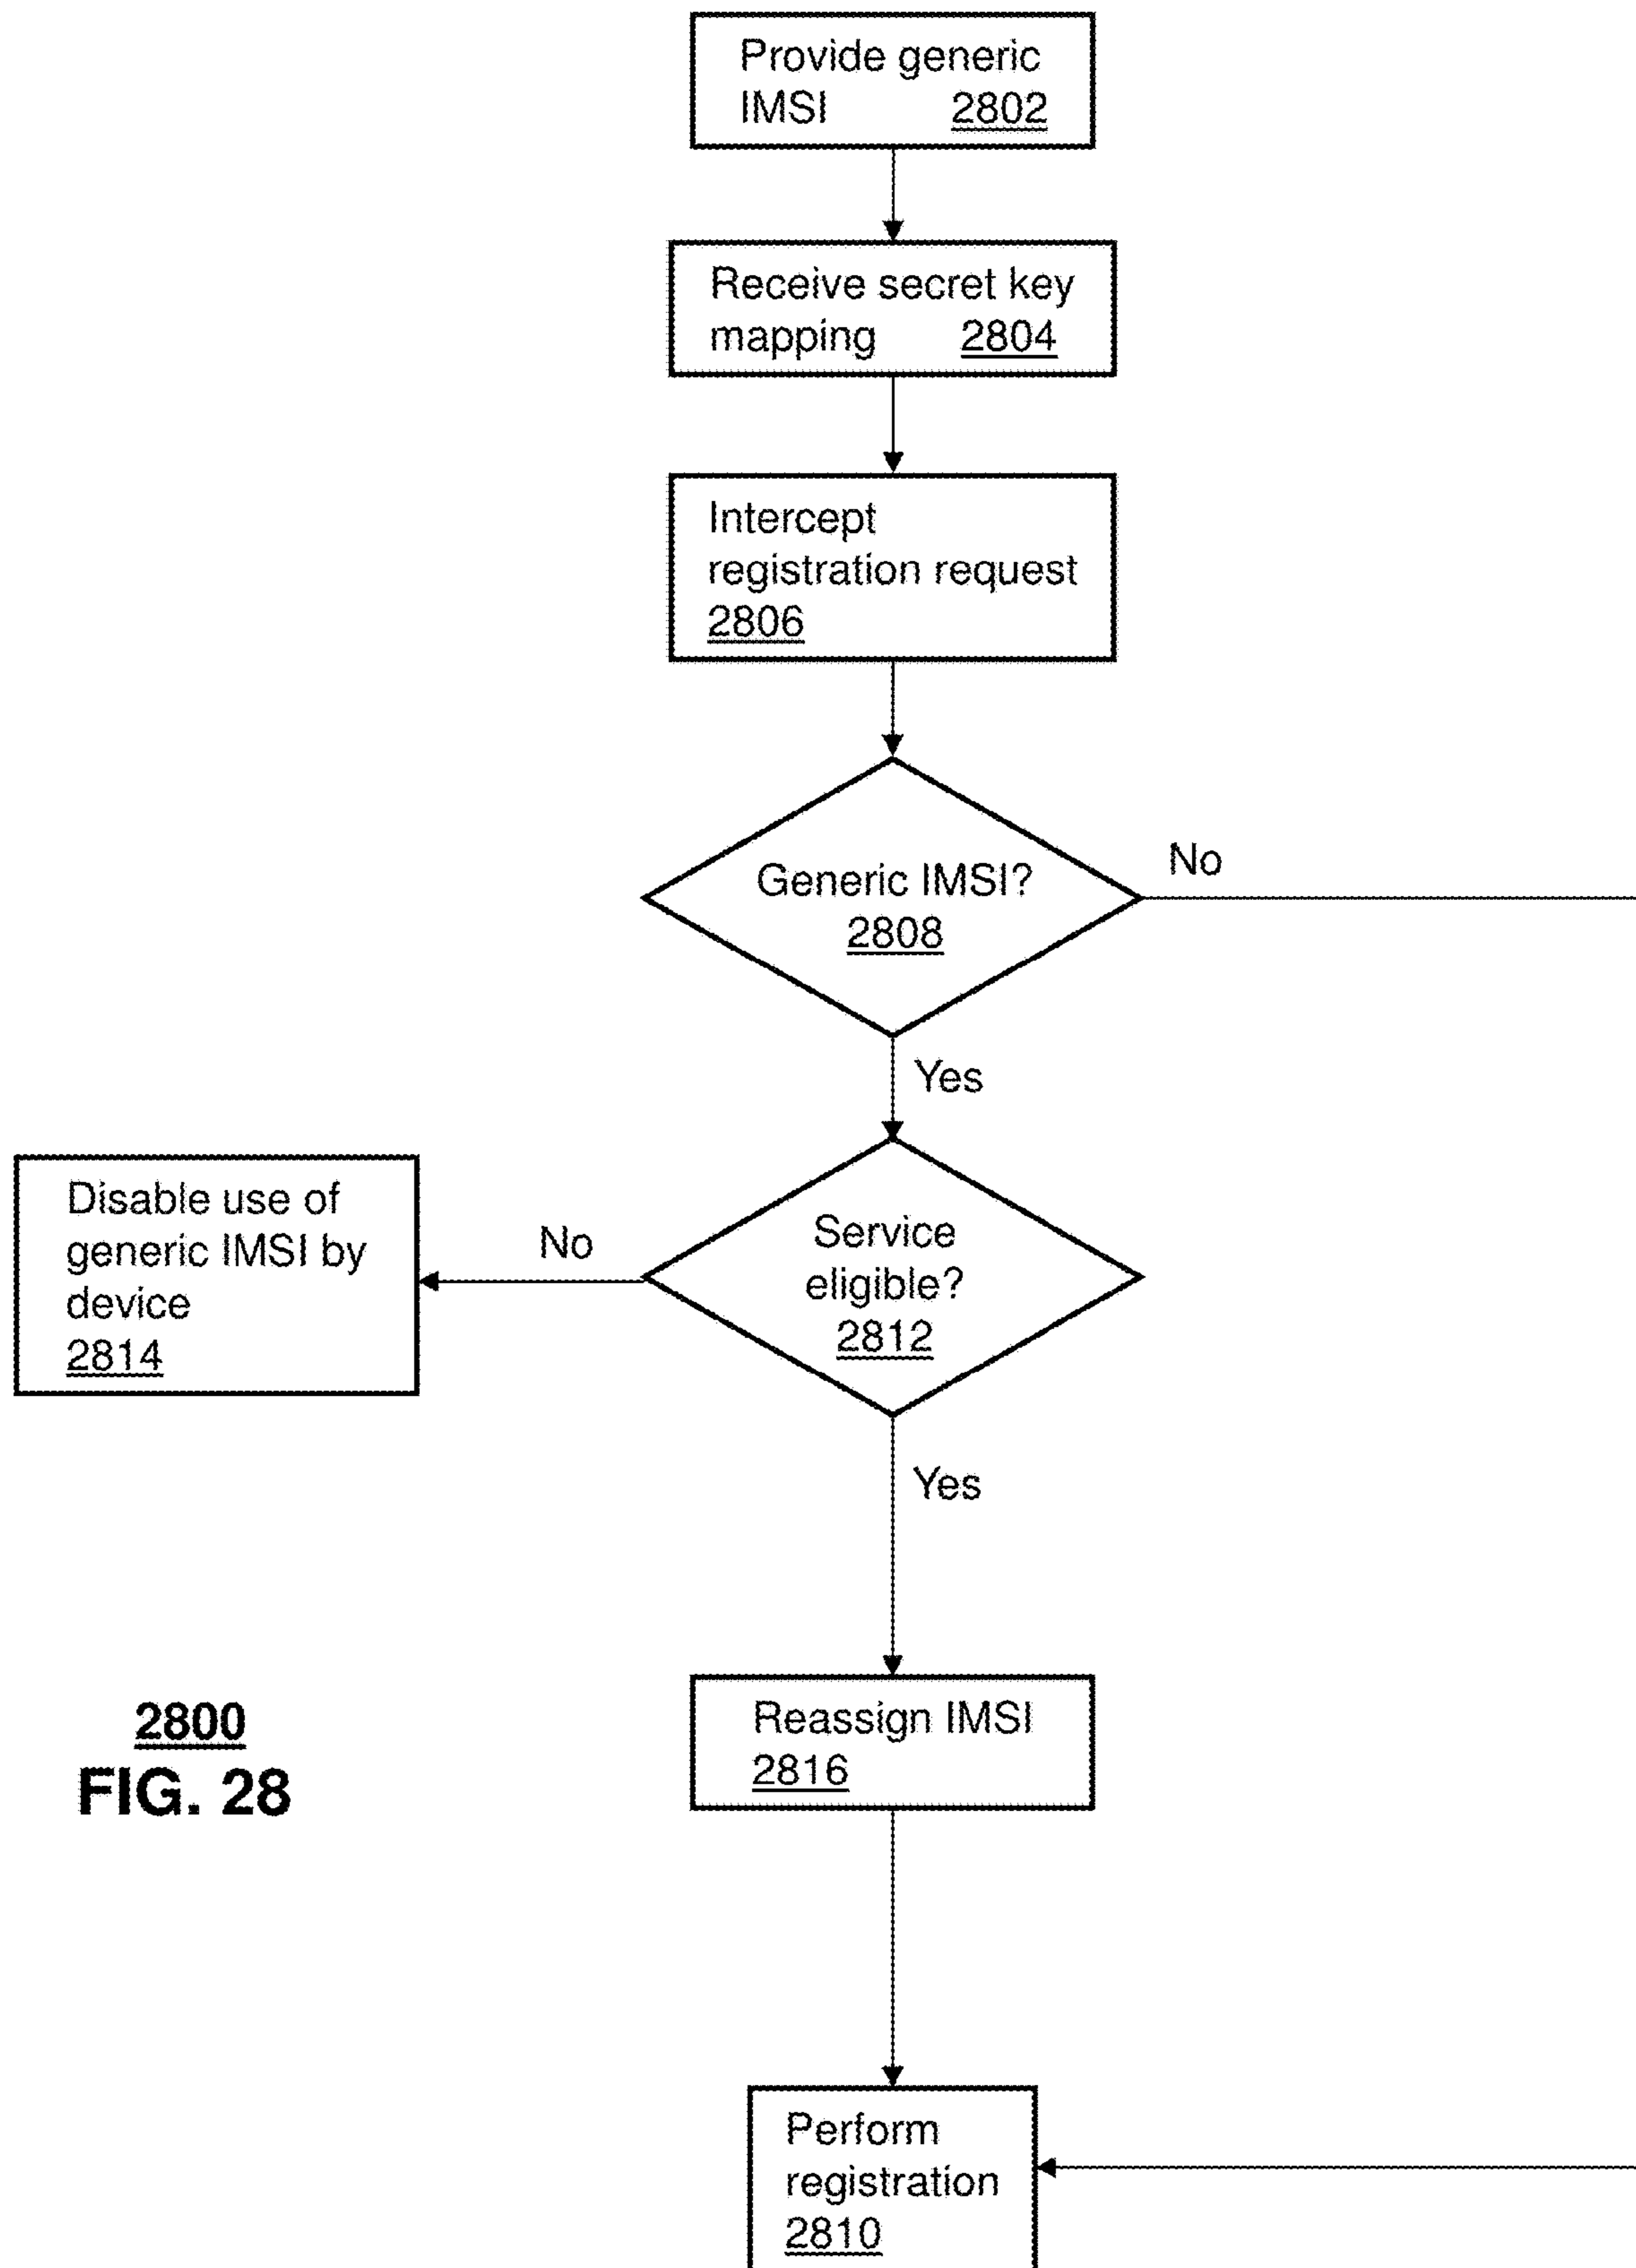 Provide generic
IMSI 2802
Receive secret key
mapping 2804
Intercept
registration request
2806
Generic IMSI?
2808
No
Yes
Service
eligible?
2812
No
Disable use of
generic IMSI by
device
2814
Yes
Reassign IMSI
2816
2800
FIG. 28
Perform
registration
2810